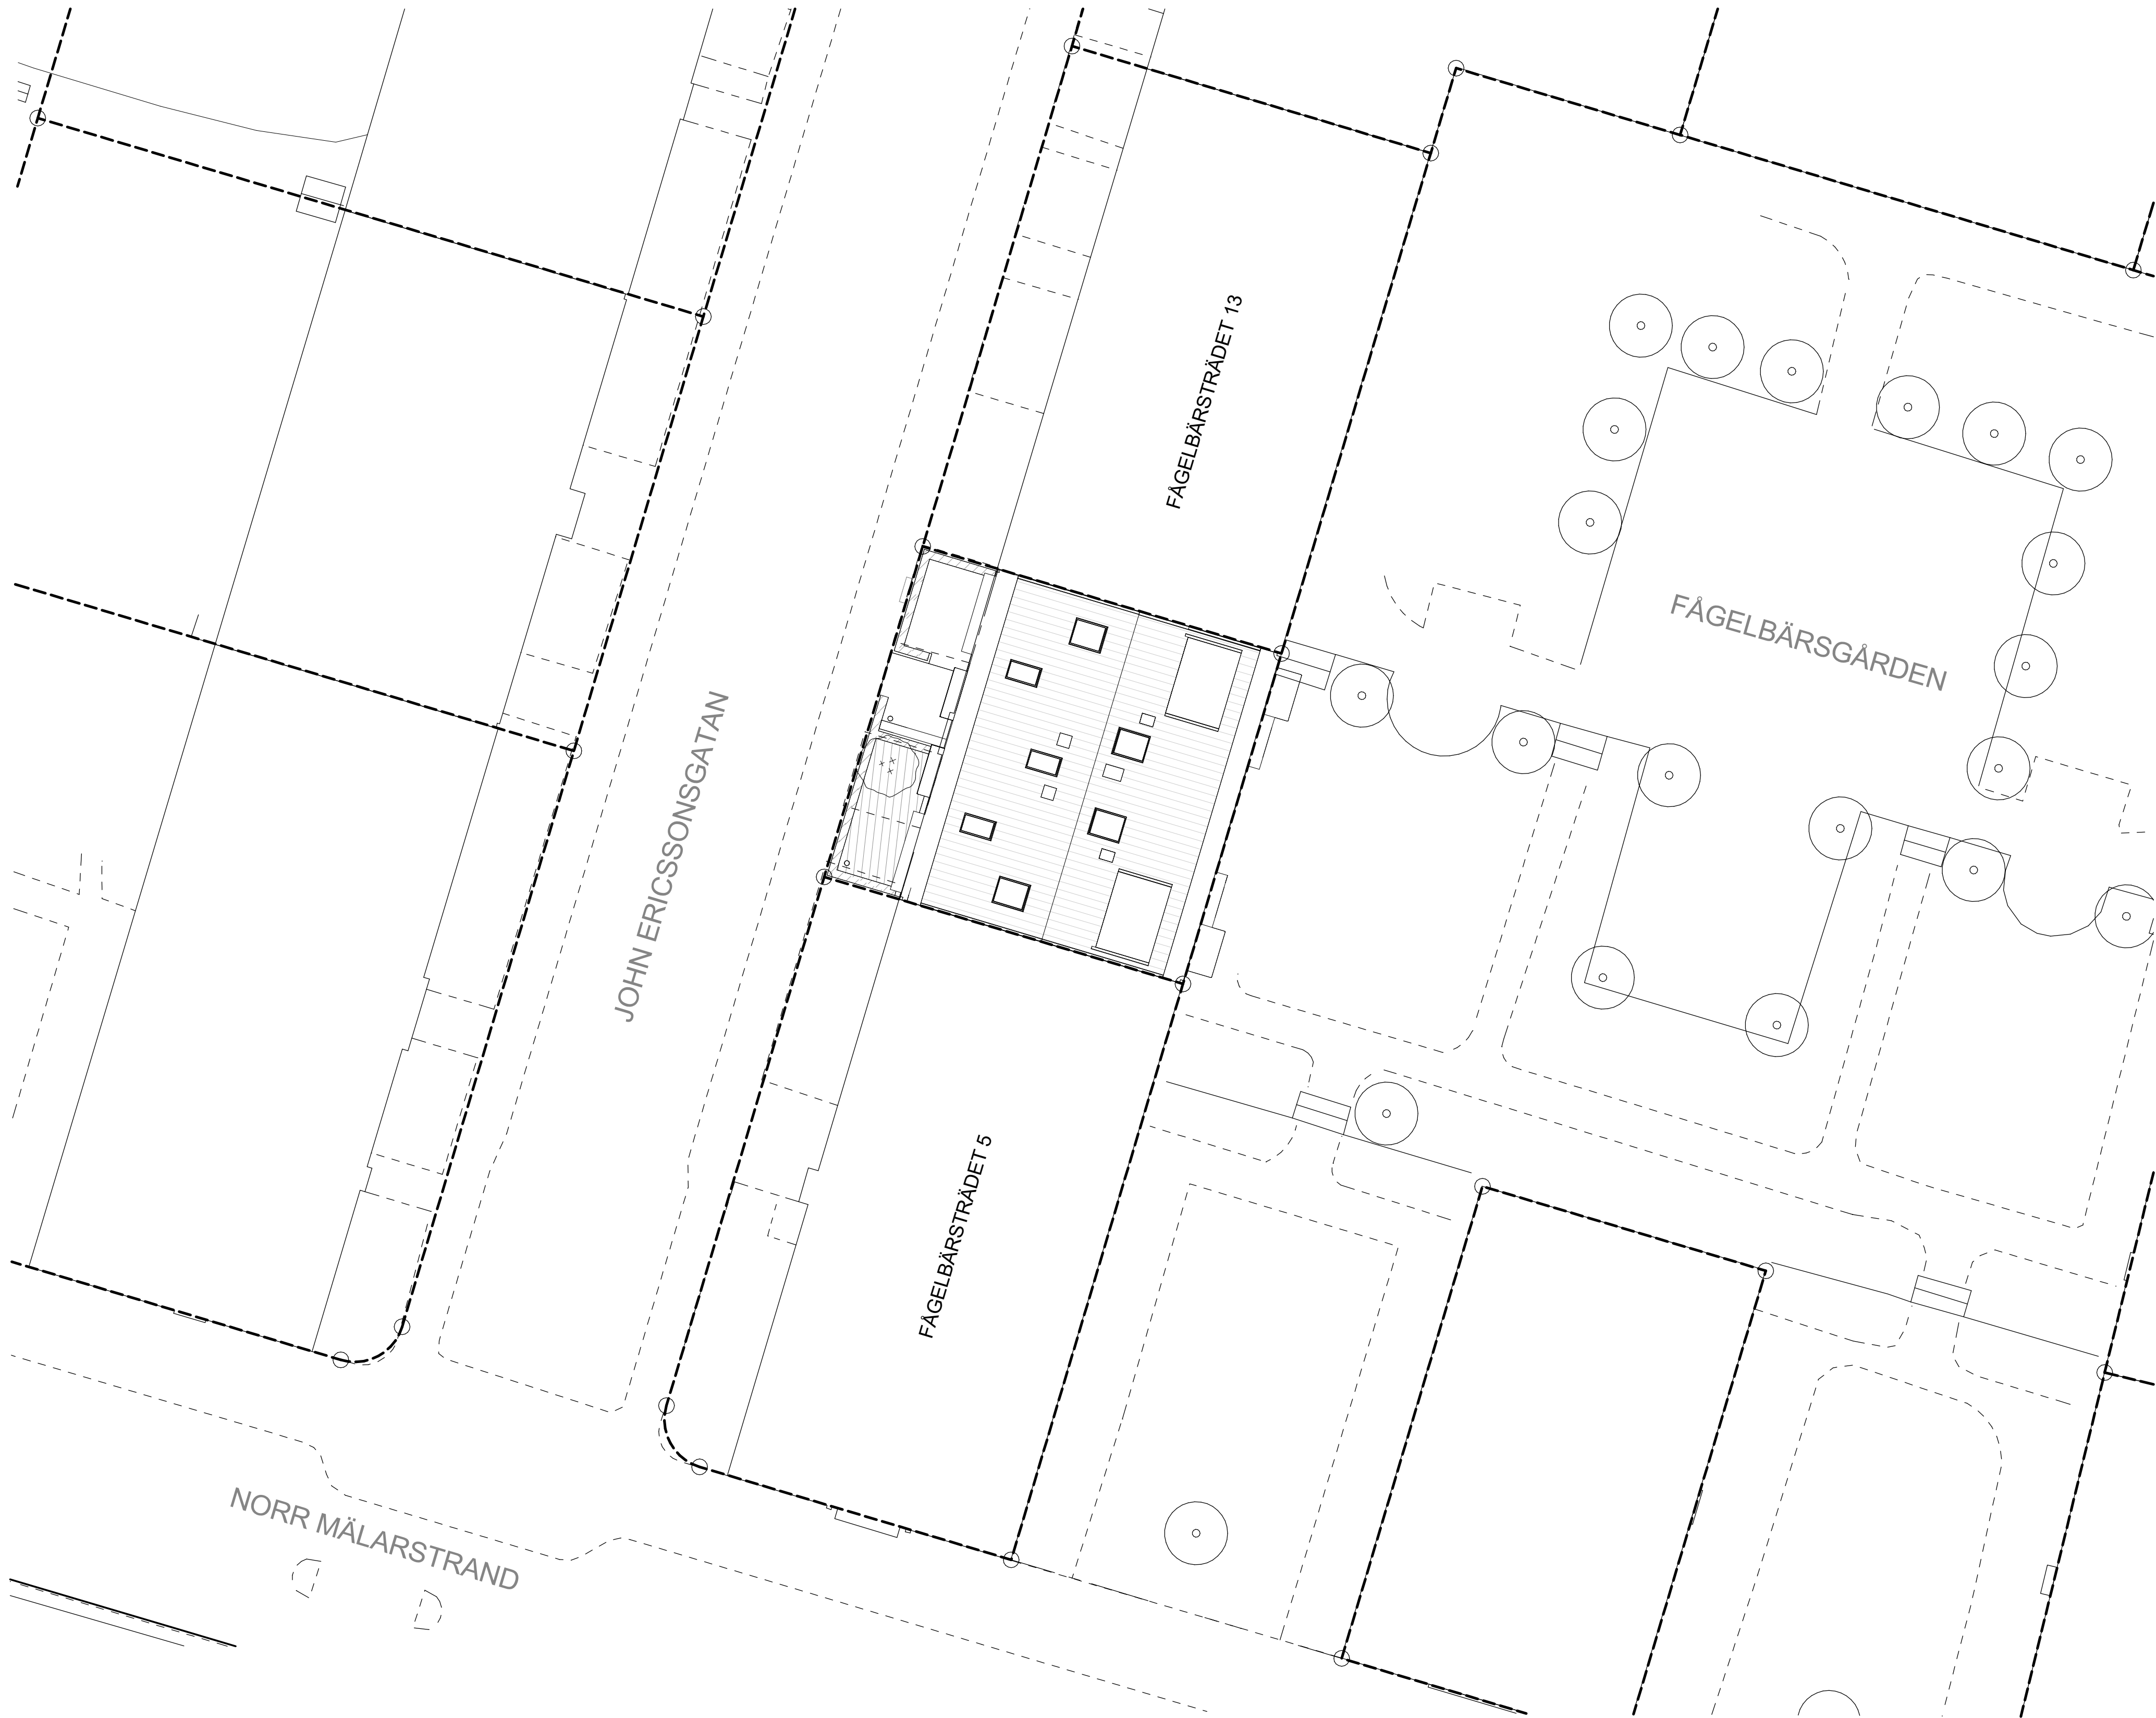 FÅGELBÄRSTRÄDET 13
FÅGELBÄRSGÅRDEN
JOHN ERICSSONSGATAN
FÅGELBÄRSTRÄDET 5
NORR MÄLARSTRAND